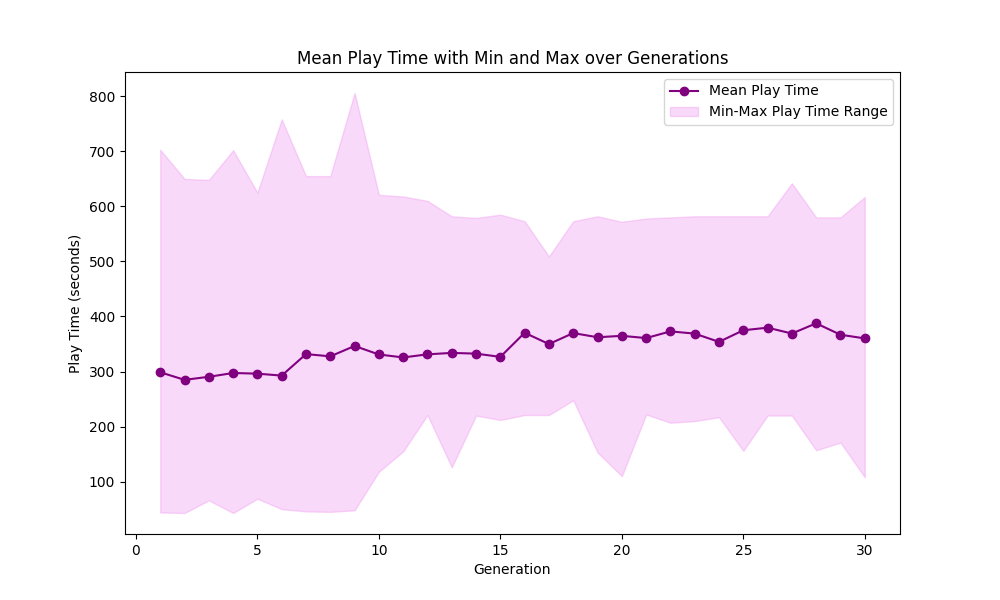 Mean Play Time with Min and Max over Generations
Mean Play Time
Min-Max Play Time Range
Play Time (seconds)
800
700
600
500
400
300
200
100
0 5 10 15 20 25 30
Generation